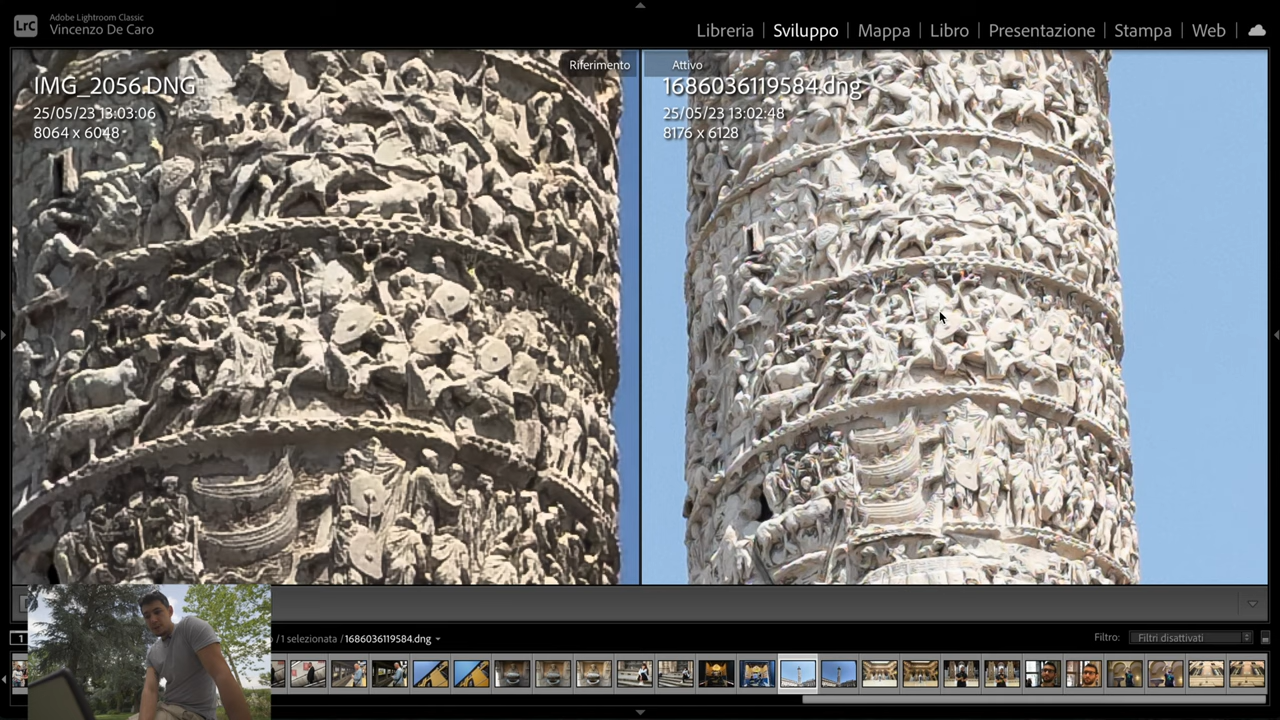 LrC
Adobe Lightroom Classic
Vincenzo De Caro
Libreria | Sviluppo | Mappa | Libro | Presentazione | Stampa | Web
Riferimento
IMG_2056.DNG
25/05/23 13:03:06
8064 x 6048
Attivo
1686036119584.dng
25/05/23 13:02:48
8176 x 6128
1
/1 selezionata / 1686036119584.dng
Filtro:
Filtri disattivati